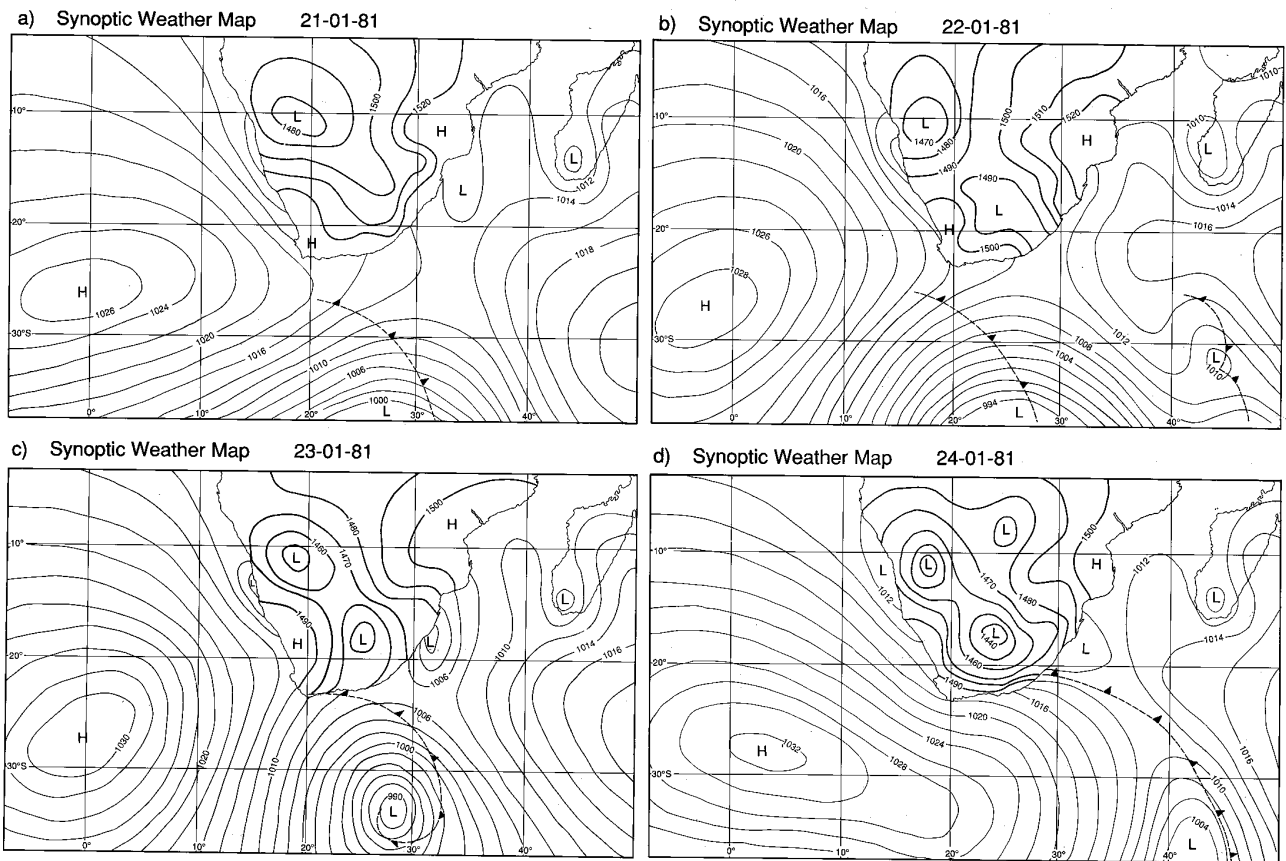 a) Synoptic Weather Map 21-01-81
1500
1520
10°
L
1480
H
L
L
1012
1014
20°
H
1018
H
1026
1024
30°S
1020
1016
1010
1006
1000
L
0°
10°
20°
30°
40°
b) Synoptic Weather Map 22-01-81
1010
1016
1500
1510
1520
10°
L
1470
1480
1490
H
1010
L
1020
1490
L
1014
1016
20°
H
1500
1026
1028
H
30°S
1012
1008
1004
L
1010
994
L
0°
10°
20°
30°
40°
c) Synoptic Weather Map 23-01-81
1500
H
1480
10°
L
1460
1470
L
1490
H
L
L
1010
1014
1016
20°
1006
H
1030
1020
1010
1006
1000
30°S
990
L
0°
10°
20°
30°
40°
d) Synoptic Weather Map 24-01-81
L
1500
10°
L
L
H
1012
1470
1480
1012
L
L
1440
L
1014
20°
1460
1490
1020
1016
1024
H
1032
1028
30°S
1016
1010
1004
L
0°
10°
20°
30°
40°